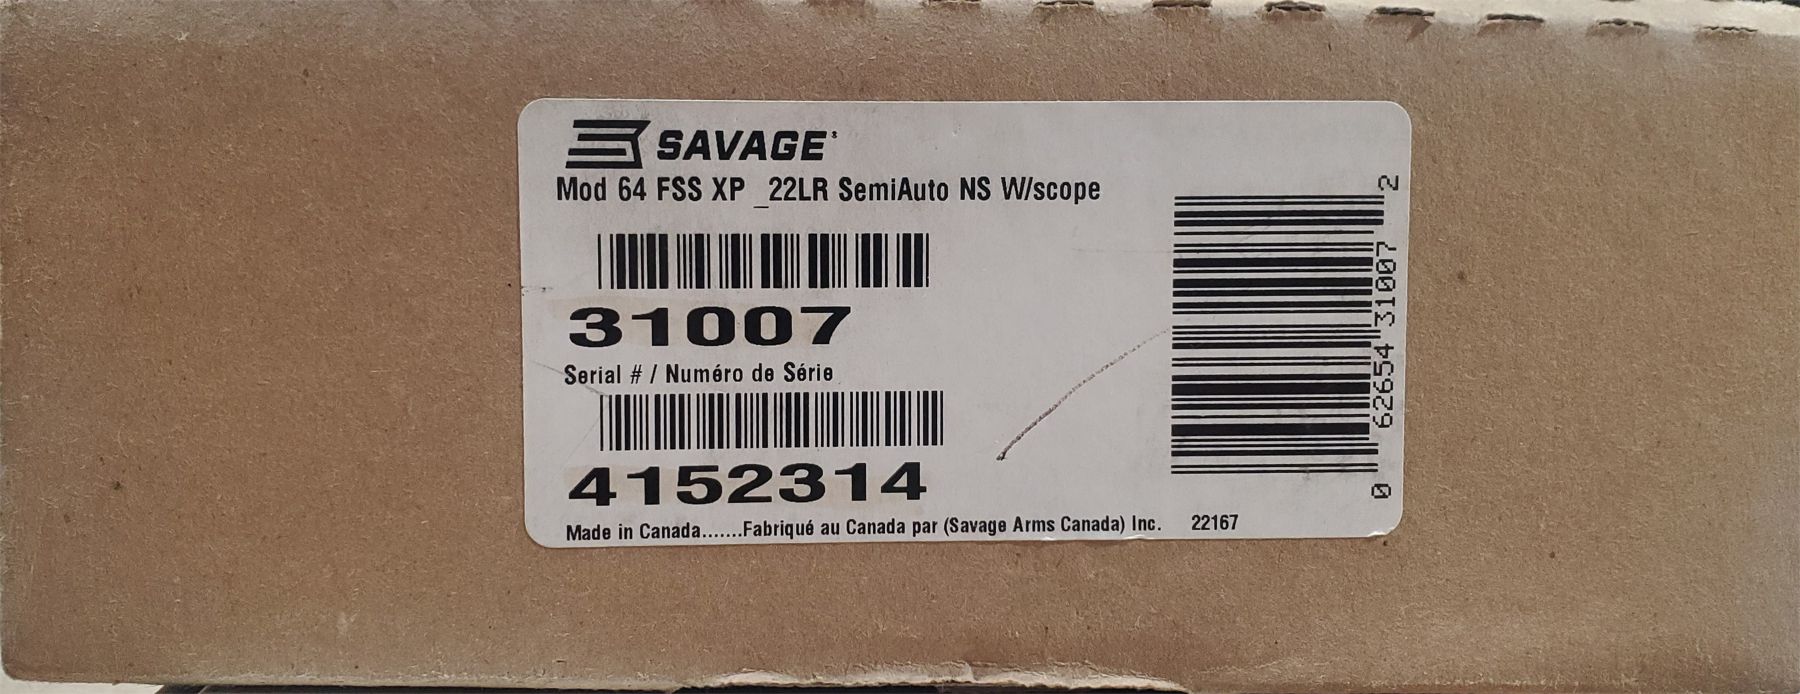 SAVAGE
Mod 64 FSS XP _22LR SemiAuto NS W/scope
31007
Serial # / Numéro de Série
4152314
Made in Canada.......Fabriqué au Canada par (Savage Arms Canada) Inc. 22167
0 62654 31007 2